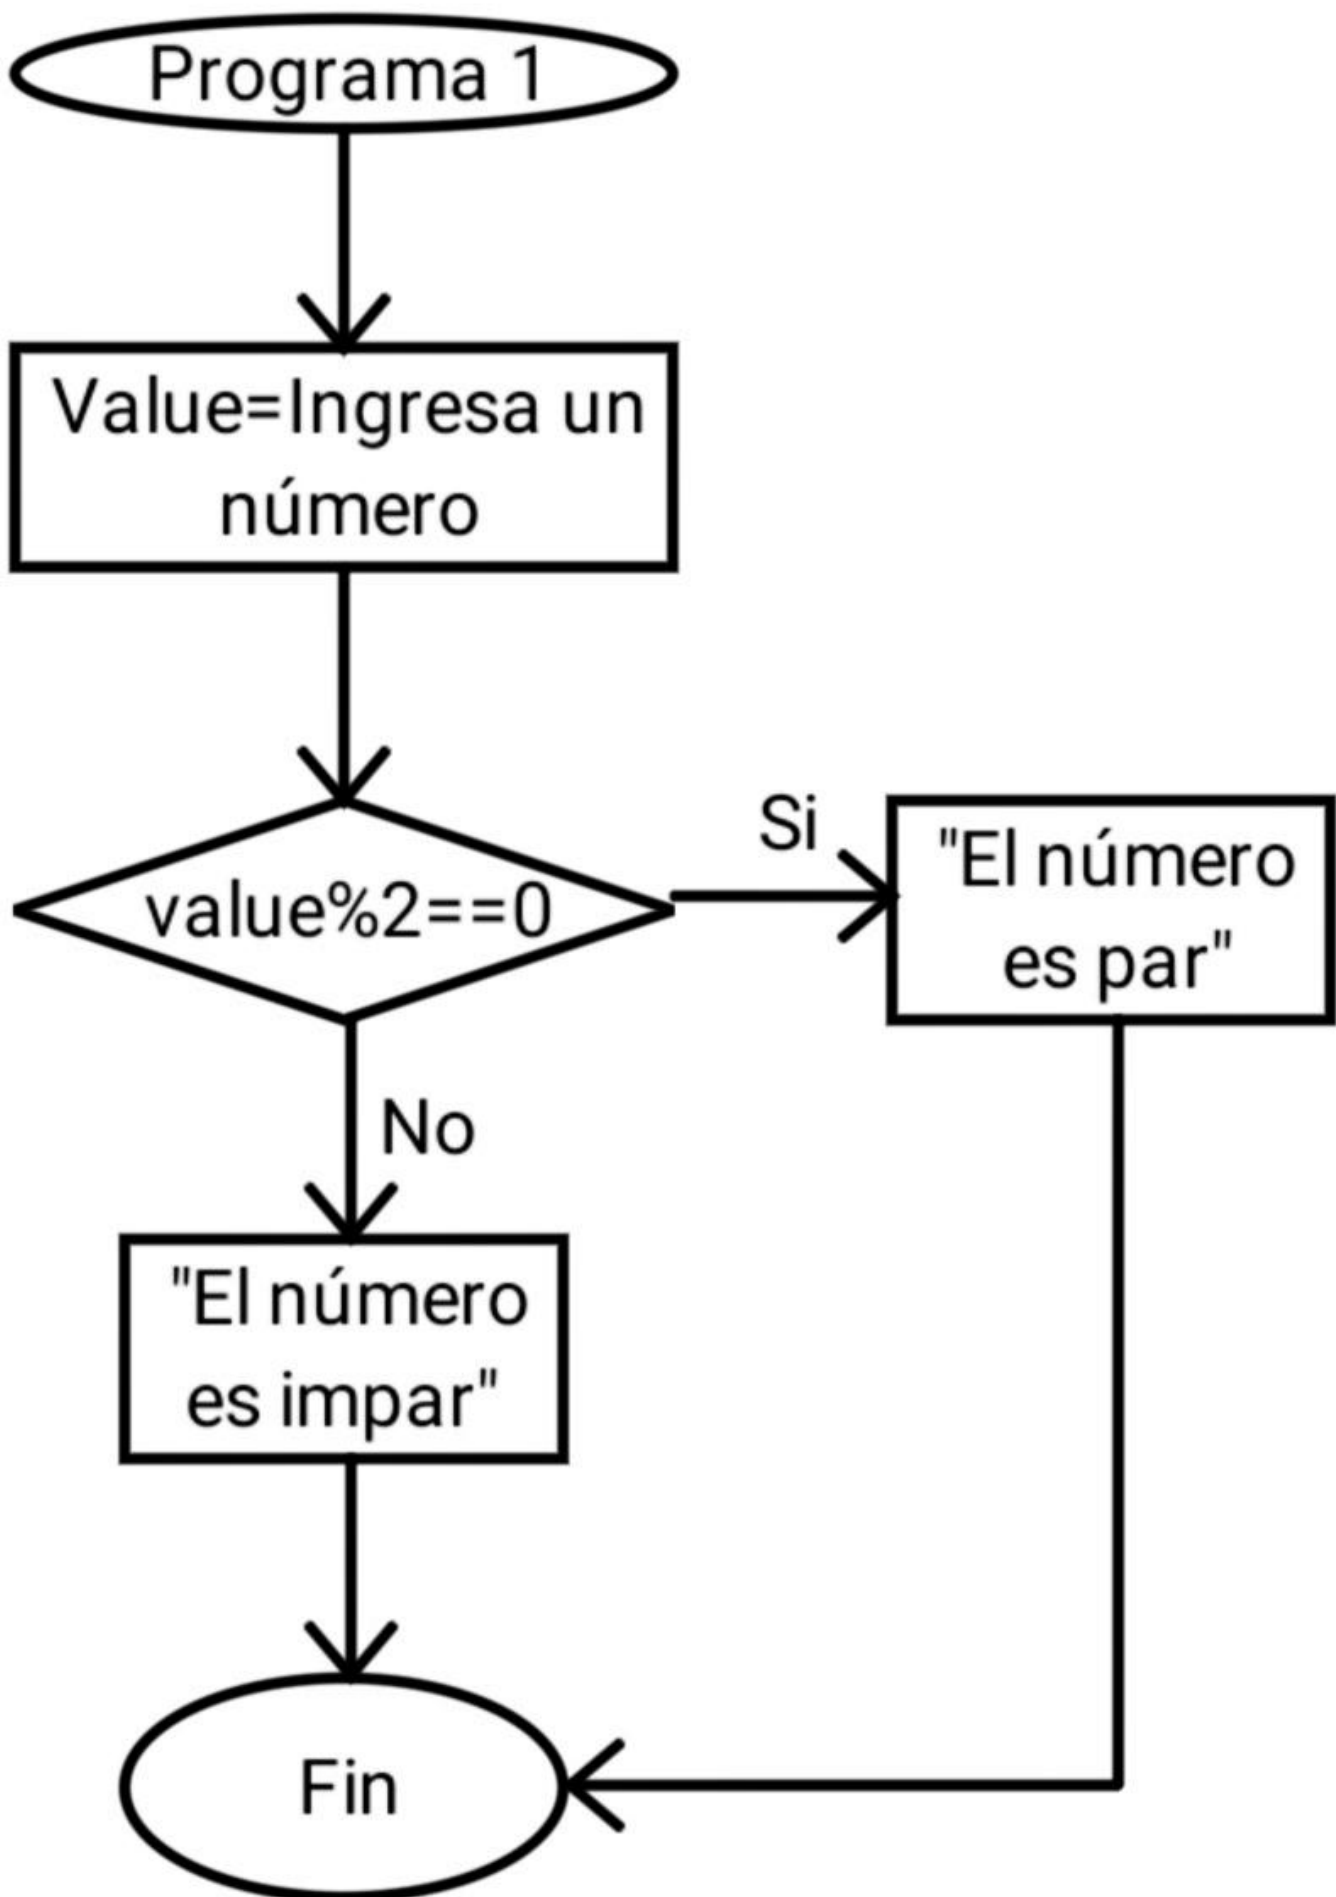 Programa 1
Value=Ingresa un
número
value%2==0
Si
"El número
es par"
No
"El número
es impar"
Fin